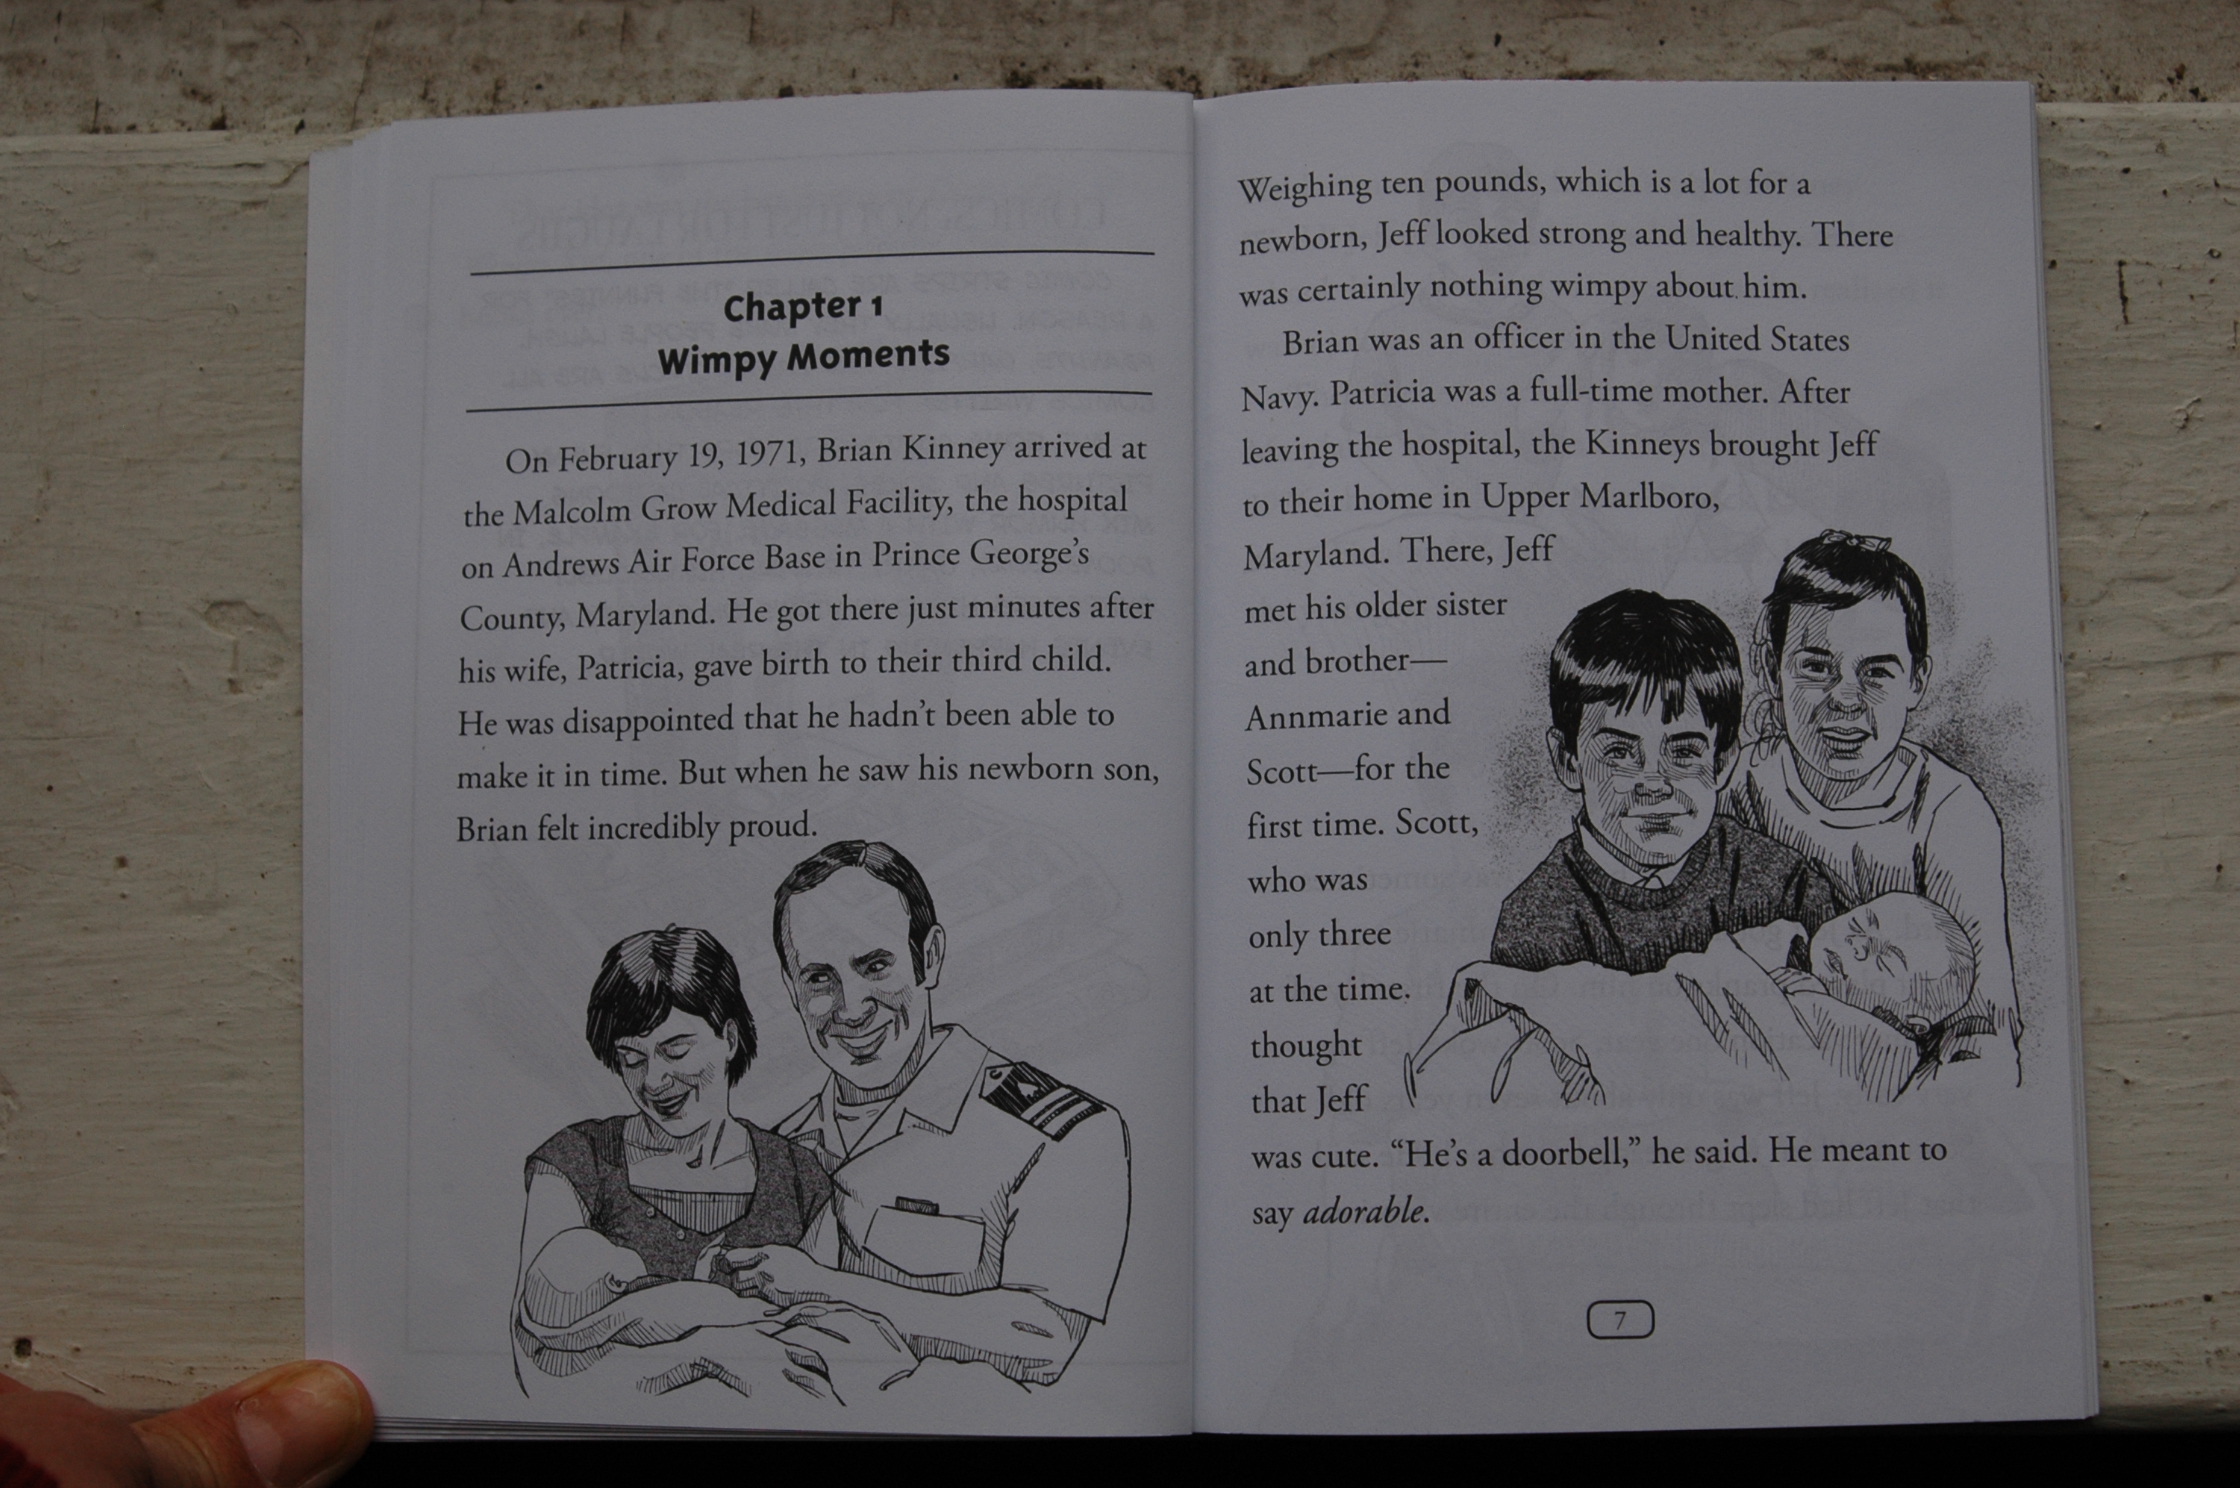 Chapter 1
Wimpy Moments
On February 19, 1971, Brian Kinney arrived at
the Malcolm Grow Medical Facility, the hospital
on Andrews Air Force Base in Prince George’s
County, Maryland. He got there just minutes after
his wife, Patricia, gave birth to their third child.
He was disappointed that he hadn’t been able to
make it in time. But when he saw his newborn son,
Brian felt incredibly proud.
Weighing ten pounds, which is a lot for a
newborn, Jeff looked strong and healthy. There
was certainly nothing wimpy about him.
Brian was an officer in the United States
Navy. Patricia was a full-time mother. After
leaving the hospital, the Kinneys brought Jeff
to their home in Upper Marlboro,
Maryland. There, Jeff
met his older sister
and brother—
Annmarie and
Scott—for the
first time. Scott,
who was
only three
at the time.
thought
that Jeff
was cute. “He’s a doorbell,” he said. He meant to
say adorable.
7